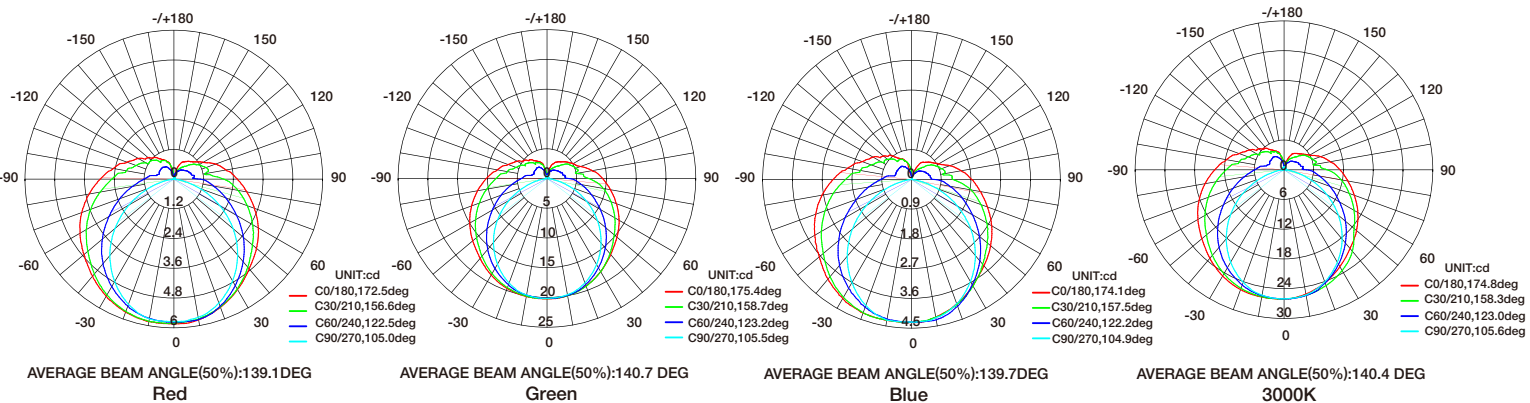 -/+180
-150
150
-120
120
-90
90
1.2
2.4
-60
60
3.6
4.8
-30
30
6
0
UNIT:cd
C0/180,172.5deg
C30/210,156.6deg
C60/240,122.5deg
C90/270,105.0deg
AVERAGE BEAM ANGLE(50%):139.1DEG
Red
-/+180
-150
150
-120
120
-90
90
5
10
-60
60
15
20
-30
30
25
0
UNIT:cd
C0/180,175.4deg
C30/210,158.7deg
C60/240,123.2deg
C90/270,105.5deg
AVERAGE BEAM ANGLE(50%):140.7 DEG
Green
-/+180
-150
150
-120
120
-90
90
0.9
1.8
-60
60
2.7
3.6
-30
30
4.5
0
UNIT:cd
C0/180,174.1deg
C30/210,157.5deg
C60/240,122.2deg
C90/270,104.9deg
AVERAGE BEAM ANGLE(50%):139.7DEG
Blue
-/+180
-150
150
-120
120
-90
90
6
12
18
-60
60
24
30
-30
30
0
UNIT:cd
C0/180,174.8deg
C30/210,158.3deg
C60/240,123.0deg
C90/270,105.6deg
AVERAGE BEAM ANGLE(50%):140.4 DEG
3000K